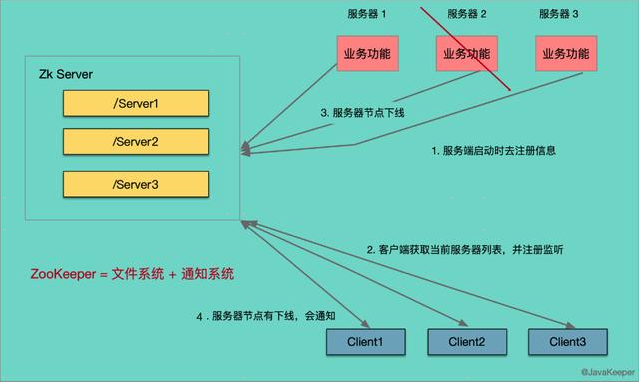 服务器 1
服务器 2
服务器 3
业务功能
业务功能
业务功能
Zk Server
/Server1
/Server2
/Server3
3. 服务器节点下线
1. 服务端启动时去注册信息
2. 客户端获取当前服务器列表，并注册监听
ZooKeeper = 文件系统 + 通知系统
4 . 服务器节点有下线，会通知
Client1
Client2
Client3
@JavaKeeper